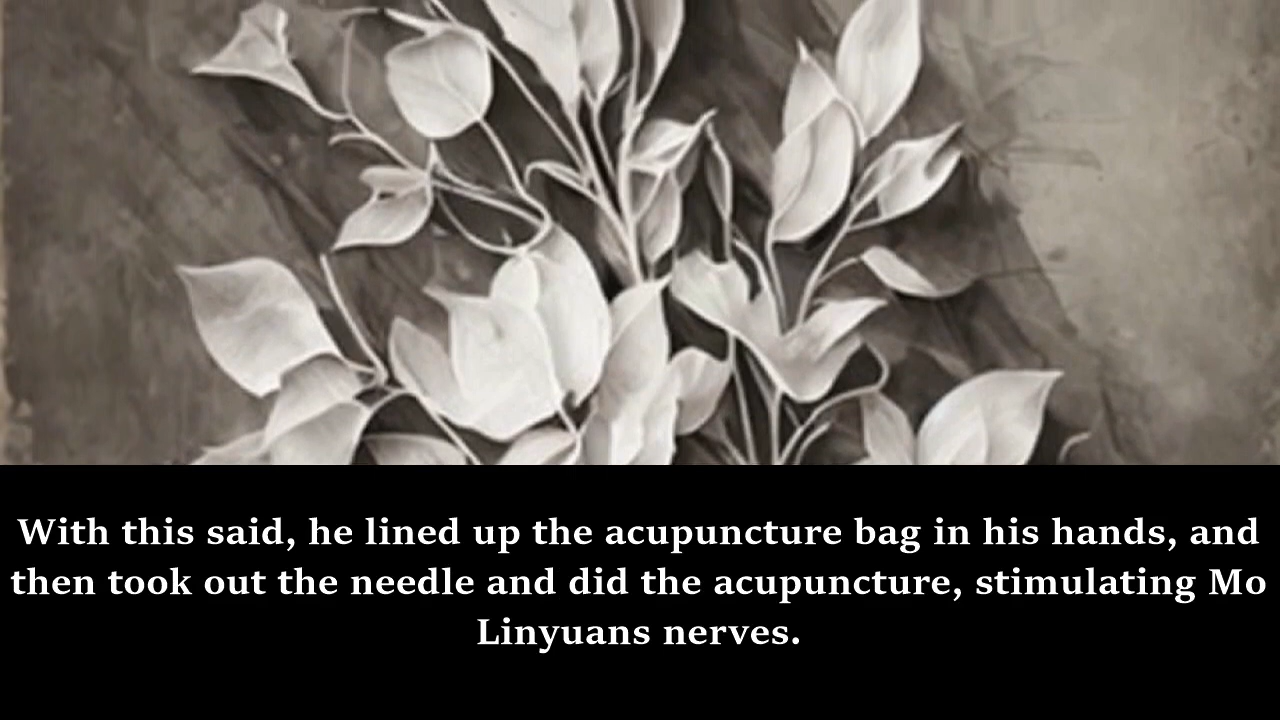 With this said, he lined up the acupuncture bag in his hands, and
then took out the needle and did the acupuncture, stimulating Mo
Linyuans nerves.